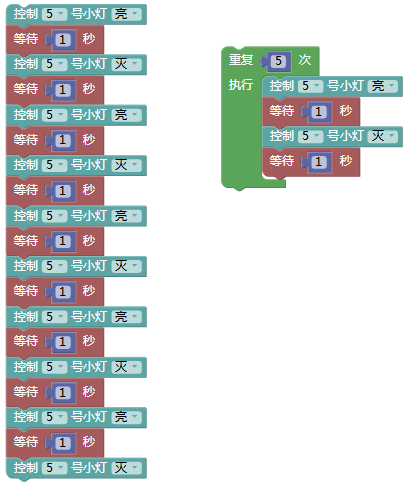 控制 5 号小灯 亮
等待 1 秒
控制 5 号小灯 灭
等待 1 秒
控制 5 号小灯 亮
等待 1 秒
控制 5 号小灯 灭
等待 1 秒
控制 5 号小灯 亮
等待 1 秒
控制 5 号小灯 灭
等待 1 秒
控制 5 号小灯 亮
等待 1 秒
控制 5 号小灯 灭
等待 1 秒
控制 5 号小灯 亮
等待 1 秒
控制 5 号小灯 灭
重复 5 次
执行 控制 5 号小灯 亮
等待 1 秒
控制 5 号小灯 灭
等待 1 秒